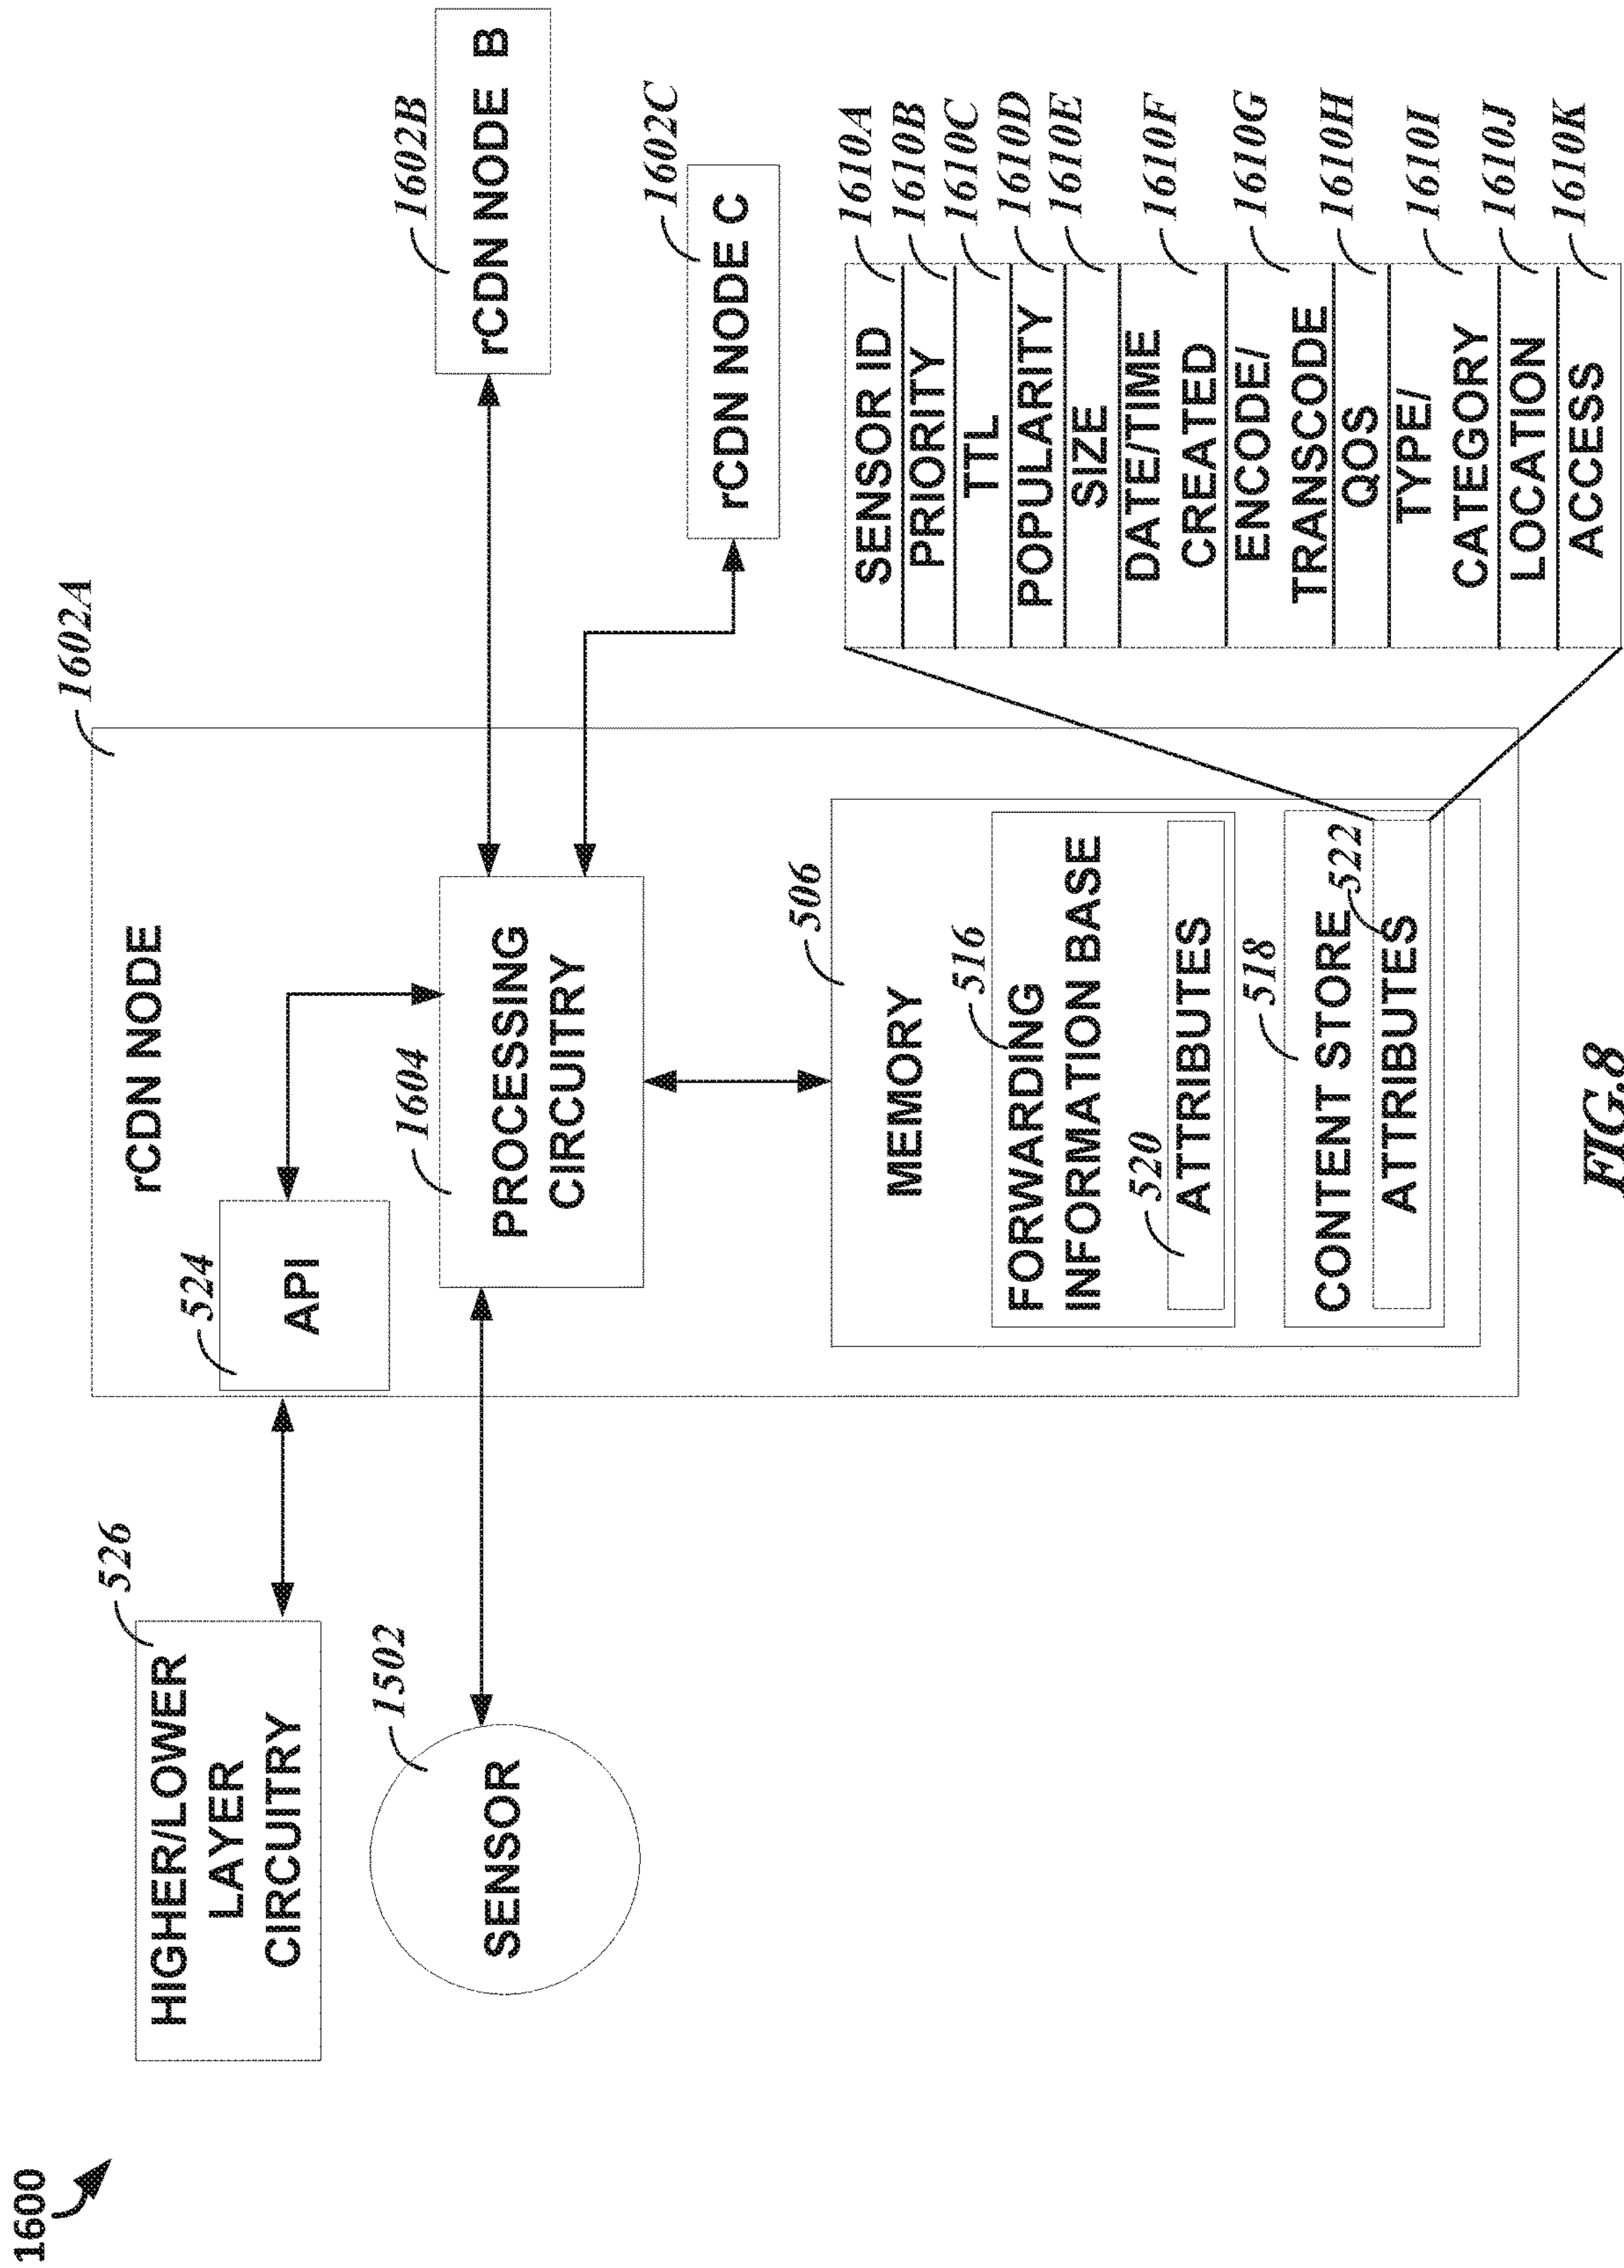 1600
HIGHER/LOWER
LAYER
CIRCUITRY
526
SENSOR
1502
rCDN NODE
1602A
API
524
PROCESSING
CIRCUITRY
1604
MEMORY
506
FORWARDING
INFORMATION BASE
516
ATTRIBUTES
520
CONTENT STORE
518
ATTRIBUTES
522
rCDN NODE B
1602B
rCDN NODE C
1602C
SENSOR ID 1610A
PRIORITY 1610B
TTL 1610C
POPULARITY 1610D
SIZE 1610E
DATE/TIME
CREATED 1610F
ENCODE/
TRANSCODE 1610G
QOS 1610H
TYPE/
CATEGORY 1610I
LOCATION 1610J
ACCESS 1610K
FIG.8